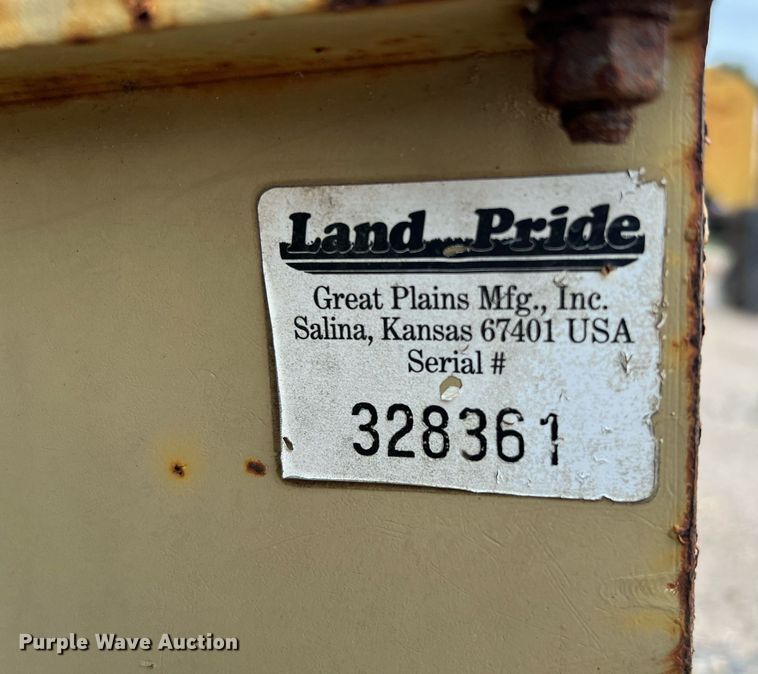 Land Pride
Great Plains Mfg., Inc.
Salina, Kansas 67401 USA
Serial #
328361
Purple Wave Auction